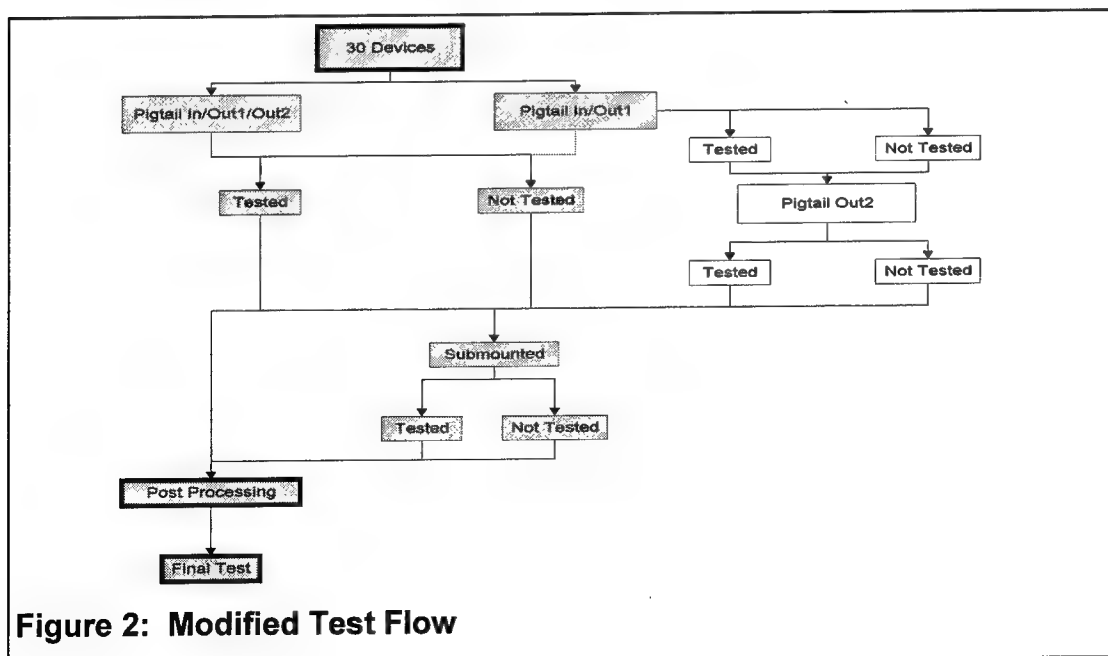 30 Devices
Pigtail In/Out1/Out2
Pigtail In/Out1
Tested
Not Tested
Tested
Not Tested
Pigtail Out2
Tested
Not Tested
Submounted
Tested
Not Tested
Post Processing
Final Test
Figure 2: Modified Test Flow